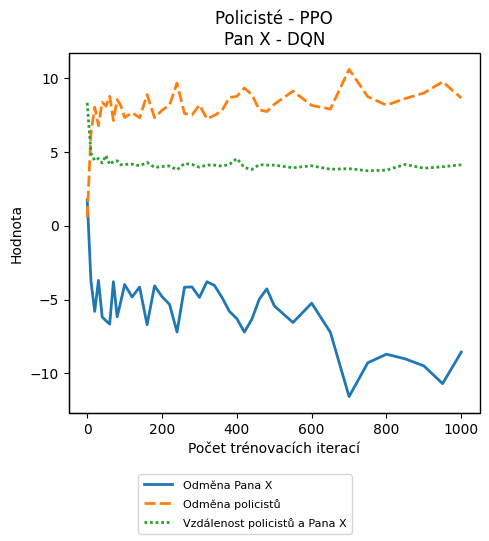 Policisté - PPO
Pan X - DQN
Hodnota
10
5
0
−5
−10
0 200 400 600 800 1000
Počet trénovacích iterací
Odměna Pana X
Odměna policistů
Vzdálenost policistů a Pana X